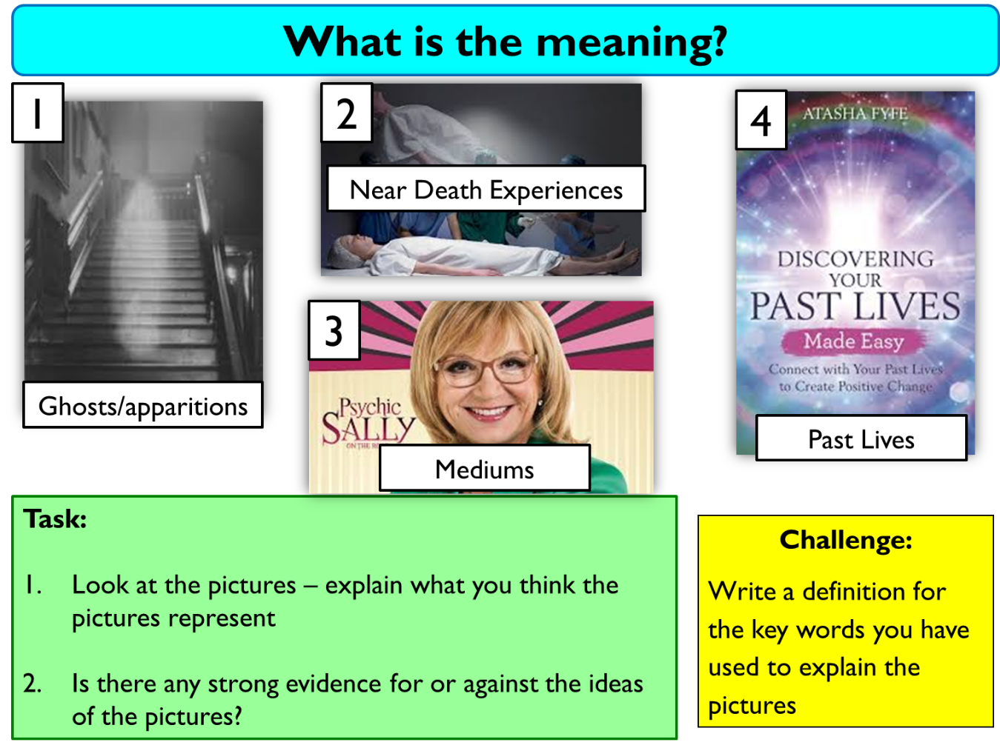 What is the meaning?
1
2
Near Death Experiences
4
ATASHA FYFE
DISCOVERING
YOUR
PAST LIVES
Made Easy
Connect with Your Past Lives
to Create Positive Change
Past Lives
Ghosts/apparitions
3
Psychic
SALLY
ON THE
Mediums
Task:
1. Look at the pictures – explain what you think the
pictures represent
2. Is there any strong evidence for or against the ideas
of the pictures?
Challenge:
Write a definition for
the key words you have
used to explain the
pictures